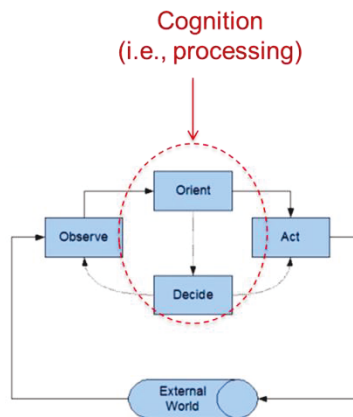 Cognition
(i.e., processing)
Orient
Observe
Act
Decide
External
World